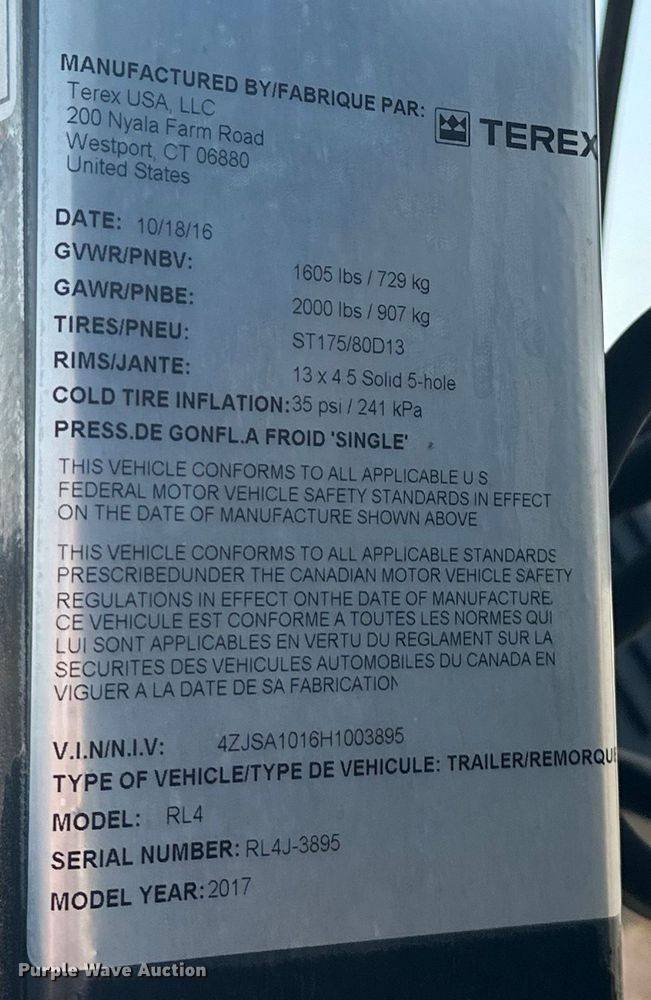 MANUFACTURED BY/FABRIQUE PAR:
Terex USA, LLC
200 Nyala Farm Road
Westport, CT 06880
United States
TEREX
DATE: 10/18/16
GVWR/PNBV: 1605 lbs / 729 kg
GAWR/PNBE: 2000 lbs / 907 kg
TIRES/PNEU: ST175/80D13
RIMS/JANTE: 13 x 4 5 Solid 5-hole
COLD TIRE INFLATION: 35 psi / 241 kPa
PRESS.DE GONFL.A FROID 'SINGLE'
THIS VEHICLE CONFORMS TO ALL APPLICABLE U S
FEDERAL MOTOR VEHICLE SAFETY STANDARDS IN EFFECT
ON THE DATE OF MANUFACTURE SHOWN ABOVE
THIS VEHICLE CONFORMS TO ALL APPLICABLE STANDARDS
PRESCRIBEDUNDER THE CANADIAN MOTOR VEHICLE SAFETY
REGULATIONS IN EFFECT ONTHE DATE OF MANUFACTURE.
CE VEHICULE EST CONFORME A TOUTES LES NORMES QUI
LUI SONT APPLICABLES EN VERTU DU REGLAMENT SUR LA
SECURITES DES VEHICULES AUTOMOBILES DU CANADA EN
VIGUER A LA DATE DE SA FABRICATION
V.I.N/N.I.V: 4ZJSA1016H1003895
TYPE OF VEHICLE/TYPE DE VEHICULE: TRAILER/REMORQU
MODEL: RL4
SERIAL NUMBER: RL4J-3895
MODEL YEAR: 2017
Purple Wave Auction